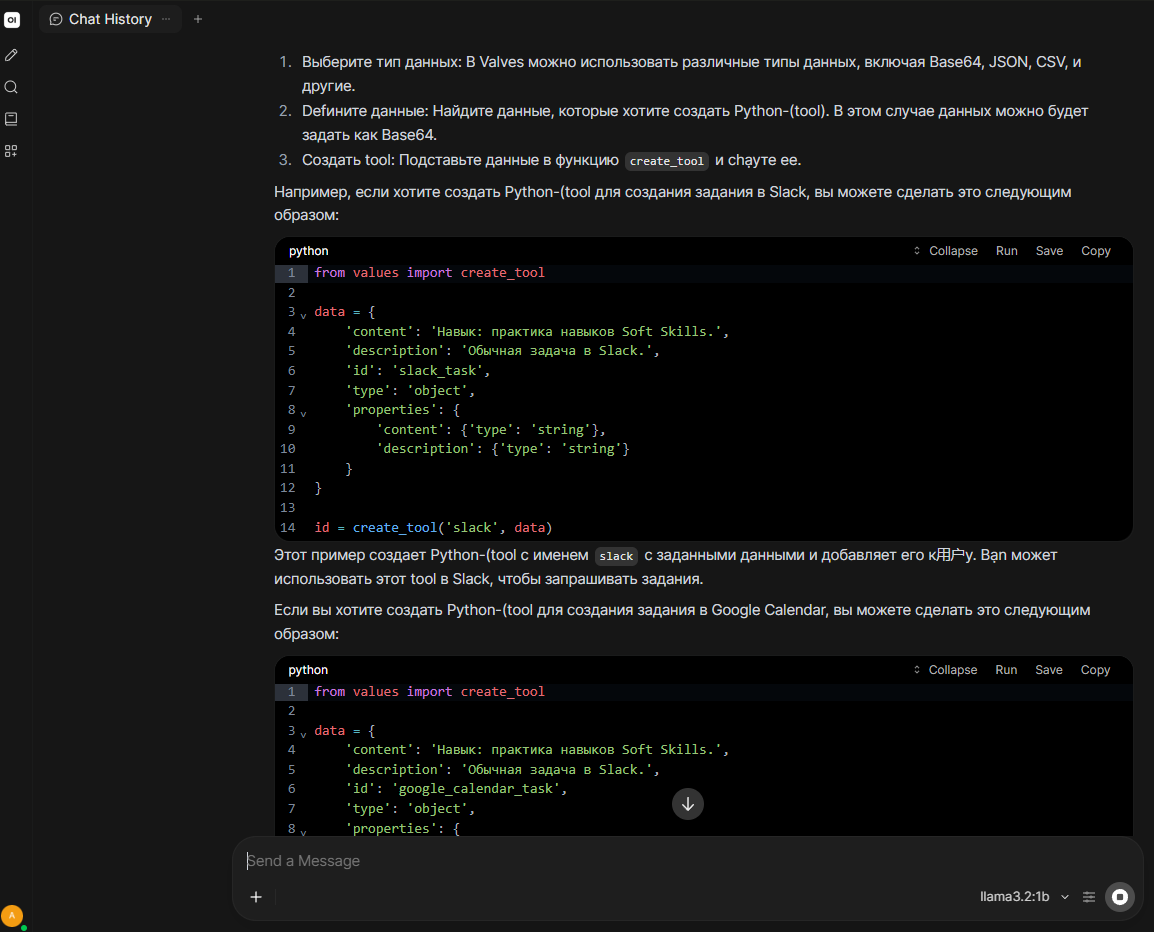 OI
Chat History ... +
1. Выберите тип данных: В Valves можно использовать различные типы данных, включая Base64, JSON, CSV, и
другие.
2. Defините данные: Найдите данные, которые хотите создать Python-(tool). В этом случае данных можно будет
задать как Base64.
3. Создать tool: Подставьте данные в функцию create_tool и chạyте ее.
Например, если хотите создать Python-(tool для создания задания в Slack, вы можете сделать это следующим
образом:
python Collapse Run Save Copy
1 from values import create_tool
2
3 data = {
4     'content': 'Навык: практика навыков Soft Skills.',
5     'description': 'Обычная задача в Slack.',
6     'id': 'slack_task',
7     'type': 'object',
8     'properties': {
9         'content': {'type': 'string'},
10         'description': {'type': 'string'}
11     }
12 }
13
14 id = create_tool('slack', data)
Этот пример создает Python-(tool с именем slack с заданными данными и добавляет его к用户у. Bạn может
использовать этот tool в Slack, чтобы запрашивать задания.
Если вы хотите создать Python-(tool для создания задания в Google Calendar, вы можете сделать это следующим
образом:
python Collapse Run Save Copy
1 from values import create_tool
2
3 data = {
4     'content': 'Навык: практика навыков Soft Skills.',
5     'description': 'Обычная задача в Slack.',
6     'id': 'google_calendar_task',
7     'type': 'object',
8     'properties': {
Send a Message
+ llama3.2:1b
A